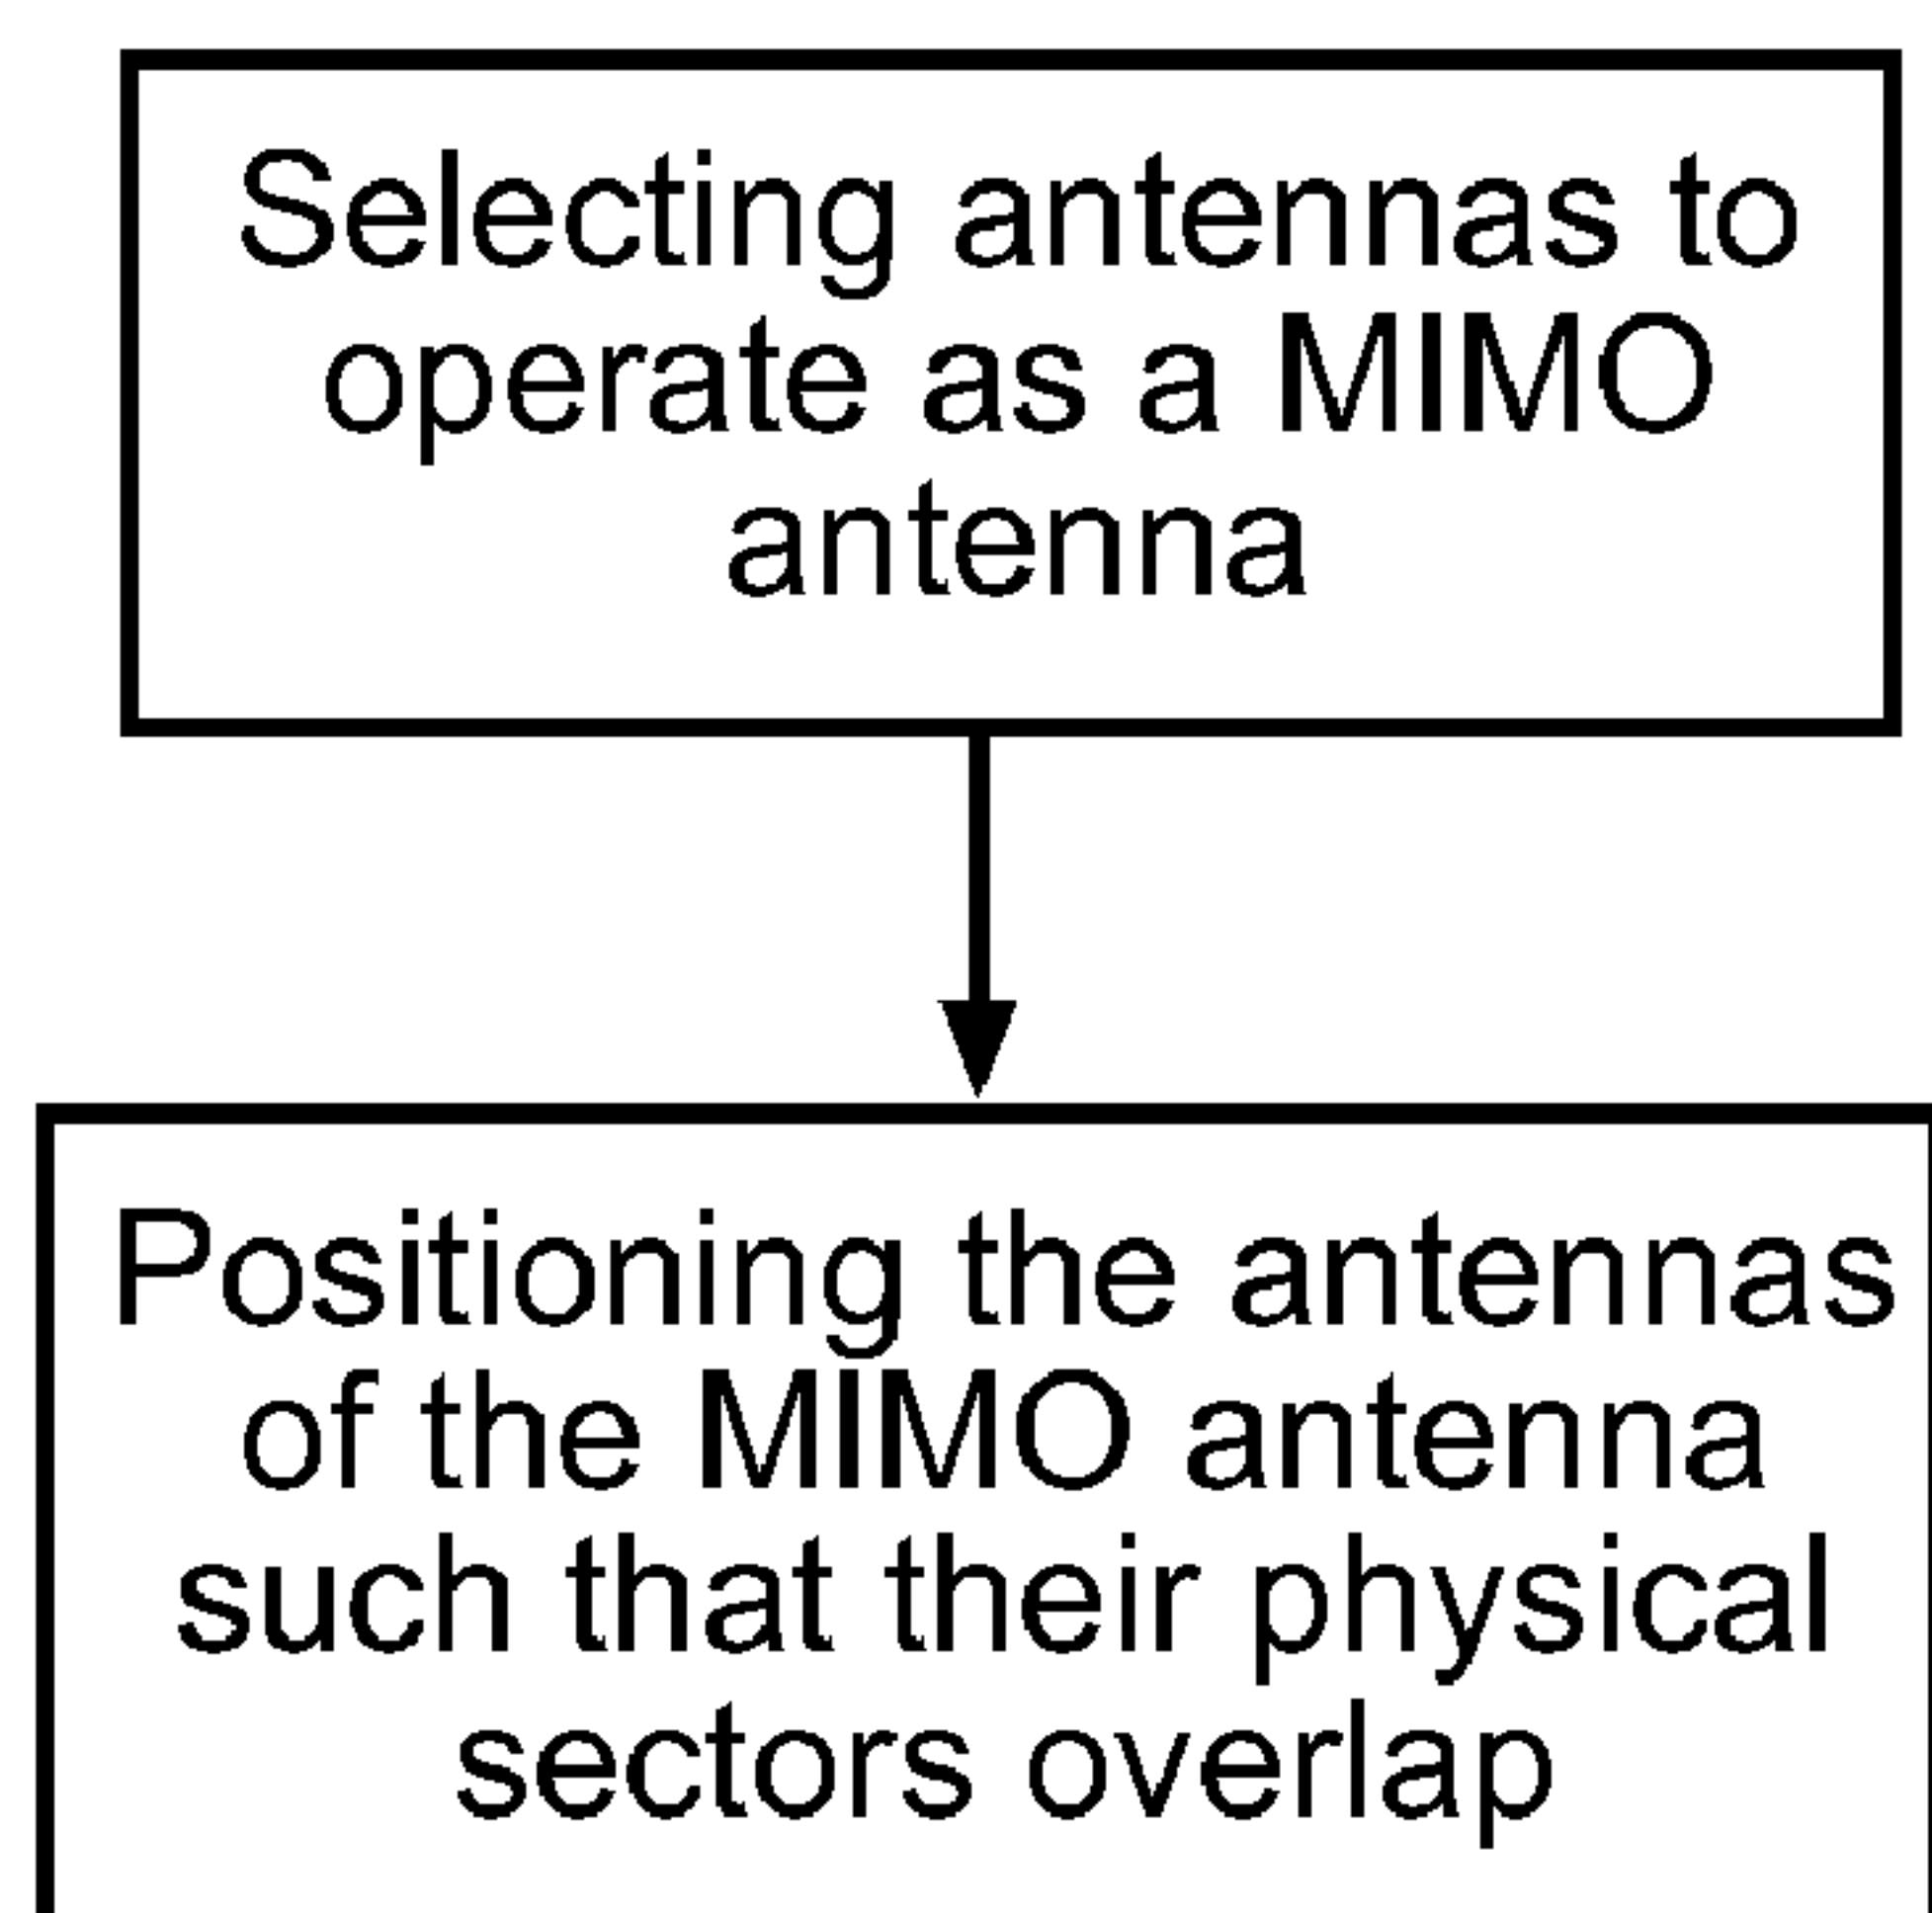 Selecting antennas to
operate as a MIMO
antenna
Positioning the antennas
of the MIMO antenna
such that their physical
sectors overlap